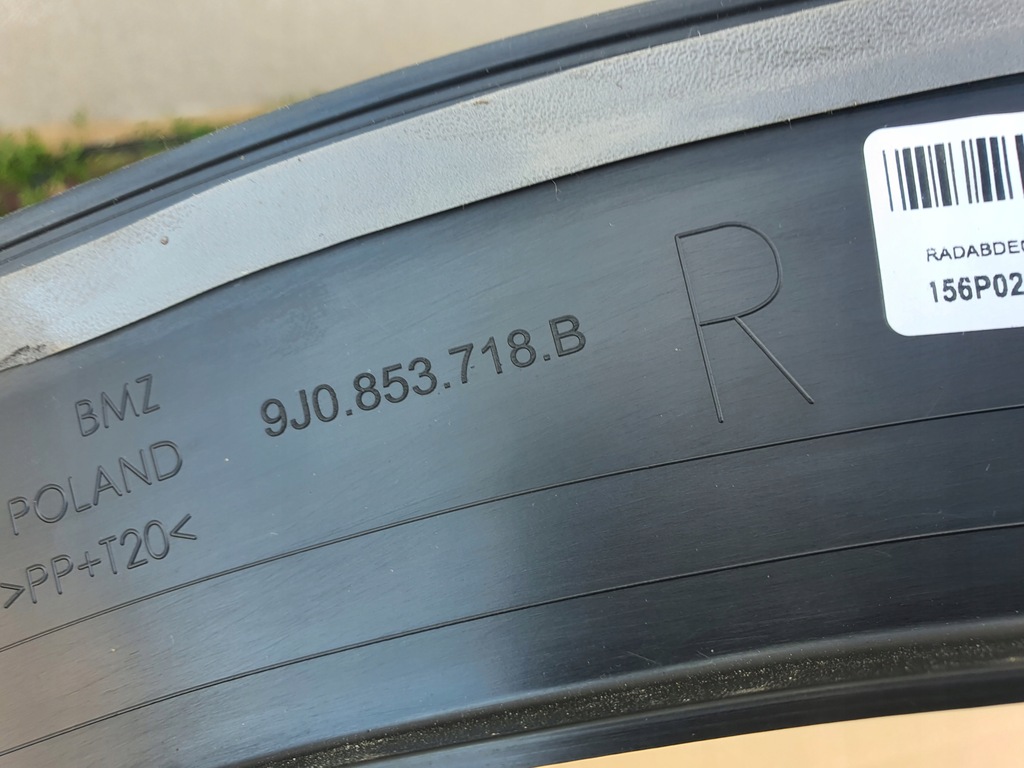 BMZ
POLAND
>PP+T20<
9J0.853.718.B
R
RADABDEC
156P02